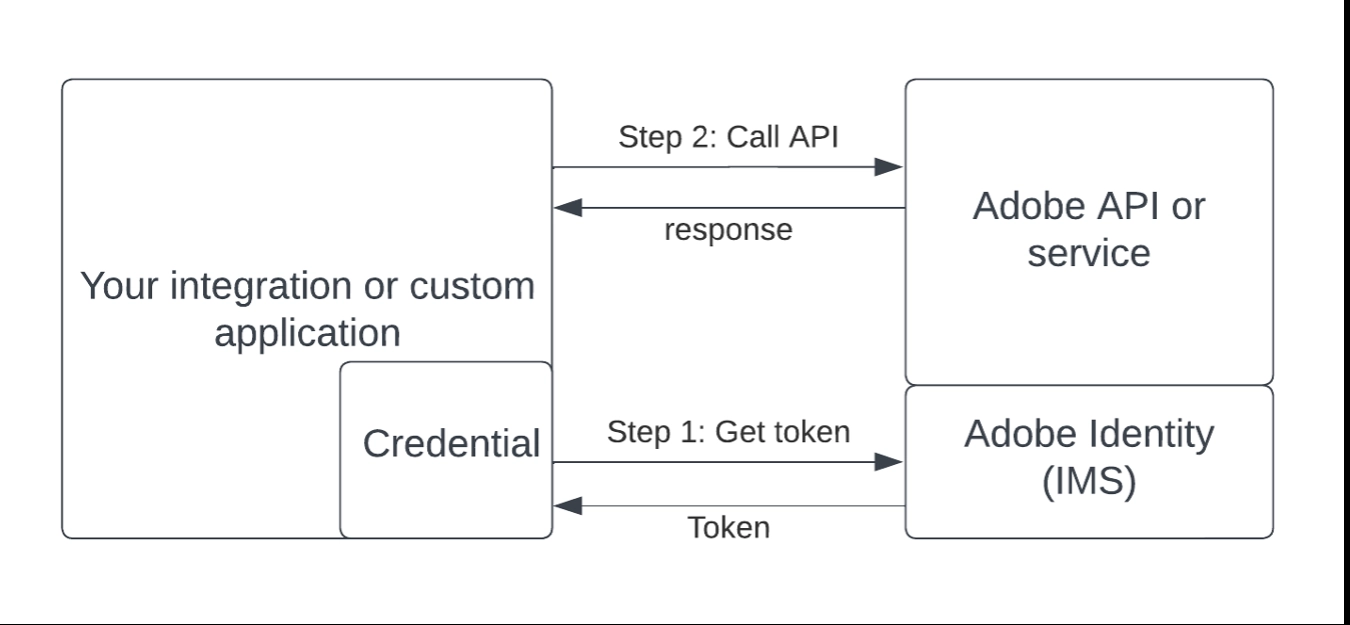 Step 2: Call API
response
Adobe API or
service
Your integration or custom
application
Credential
Step 1: Get token
Token
Adobe Identity
(IMS)